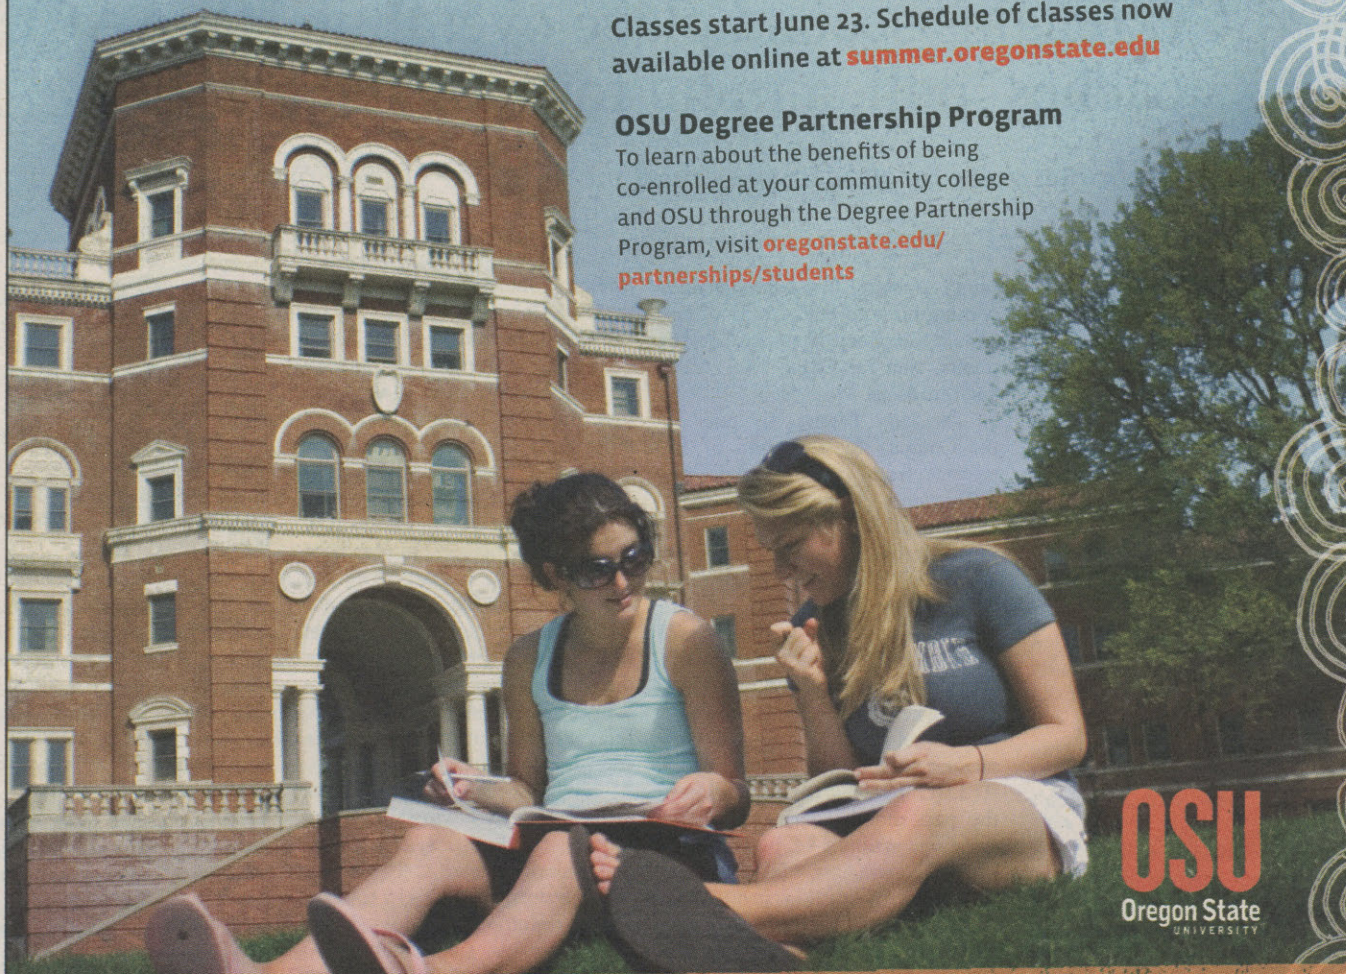 Classes start June 23. Schedule of classes now
available online at summer.oregonstate.edu
OSU Degree Partnership Program
To learn about the benefits of being
co-enrolled at your community college
and OSU through the Degree Partnership
Program, visit oregonstate.edu/
partnerships/students
OSU
Oregon State
UNIVERSITY